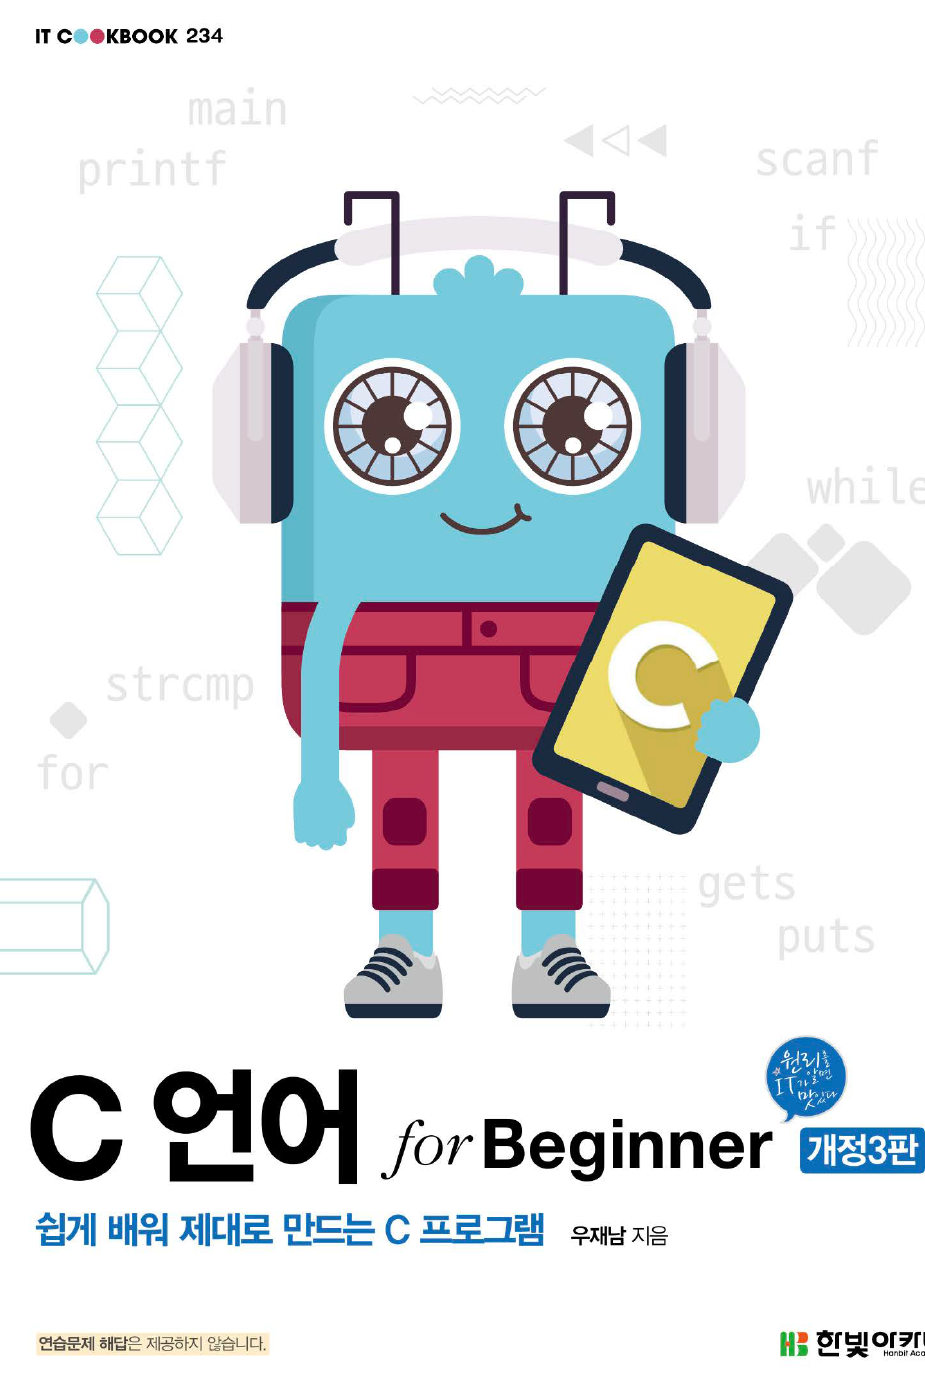 IT COOKBOOK 234
main
printf
scanf
if
while
strcmp
for
C
gets
puts
원리를
알면
IT가
맛있다
C 언어 for Beginner 개정3판
쉽게 배워 제대로 만드는 C 프로그램 우재남 지음
연습문제 해답은 제공하지 않습니다.
HB 한빛아카
Hanbit Aca